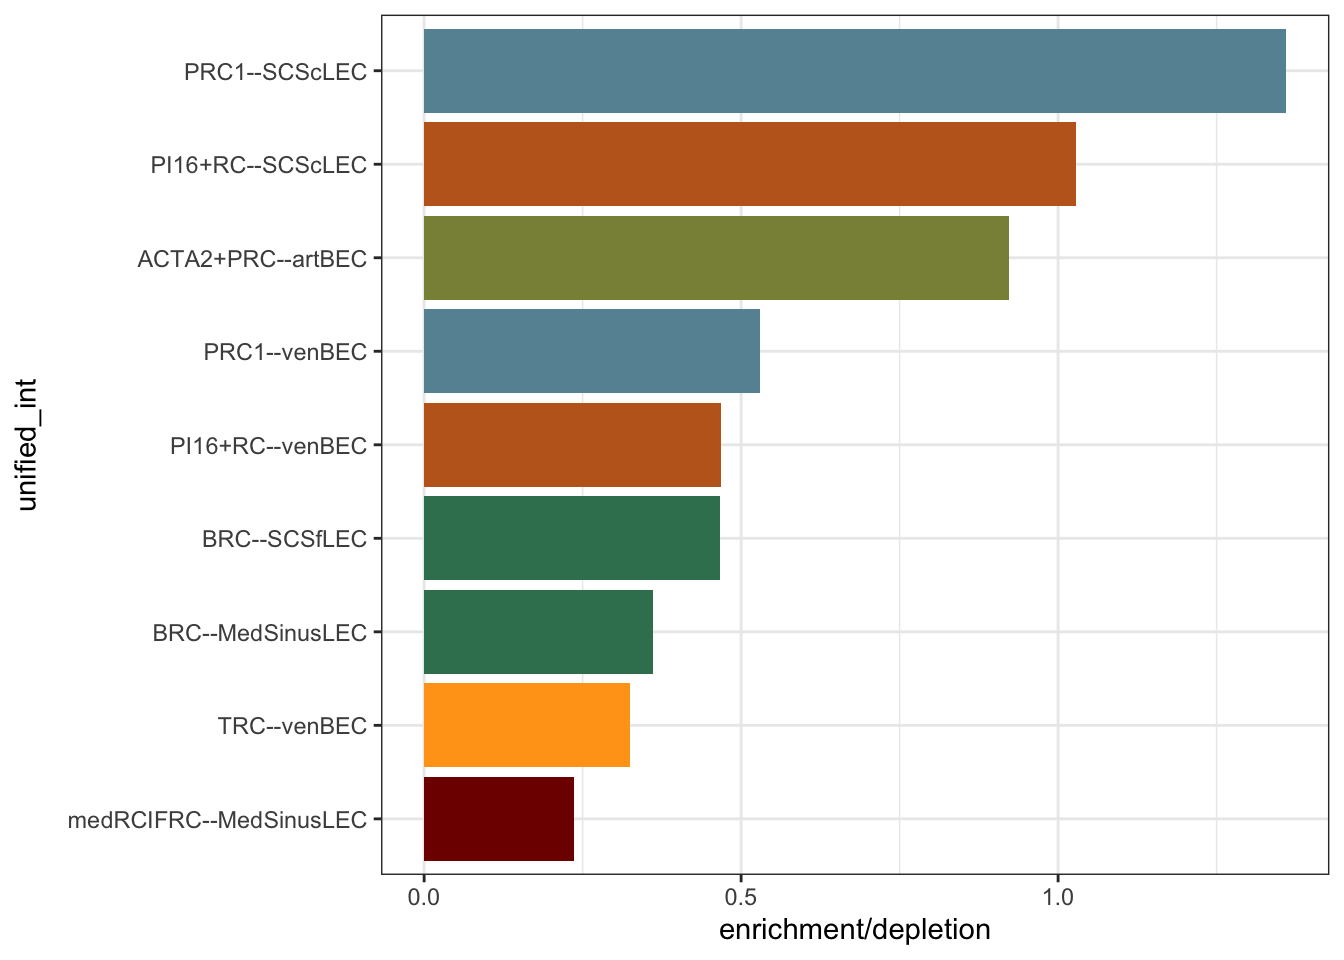 PRC1--SCScLEC
PI16+RC--SCScLEC
ACTA2+PRC--artBEC
PRC1--venBEC
PI16+RC--venBEC
BRC--SCSfLEC
BRC--MedSinusLEC
TRC--venBEC
medRCIFRC--MedSinusLEC
unified_int
0.0 0.5 1.0
enrichment/depletion